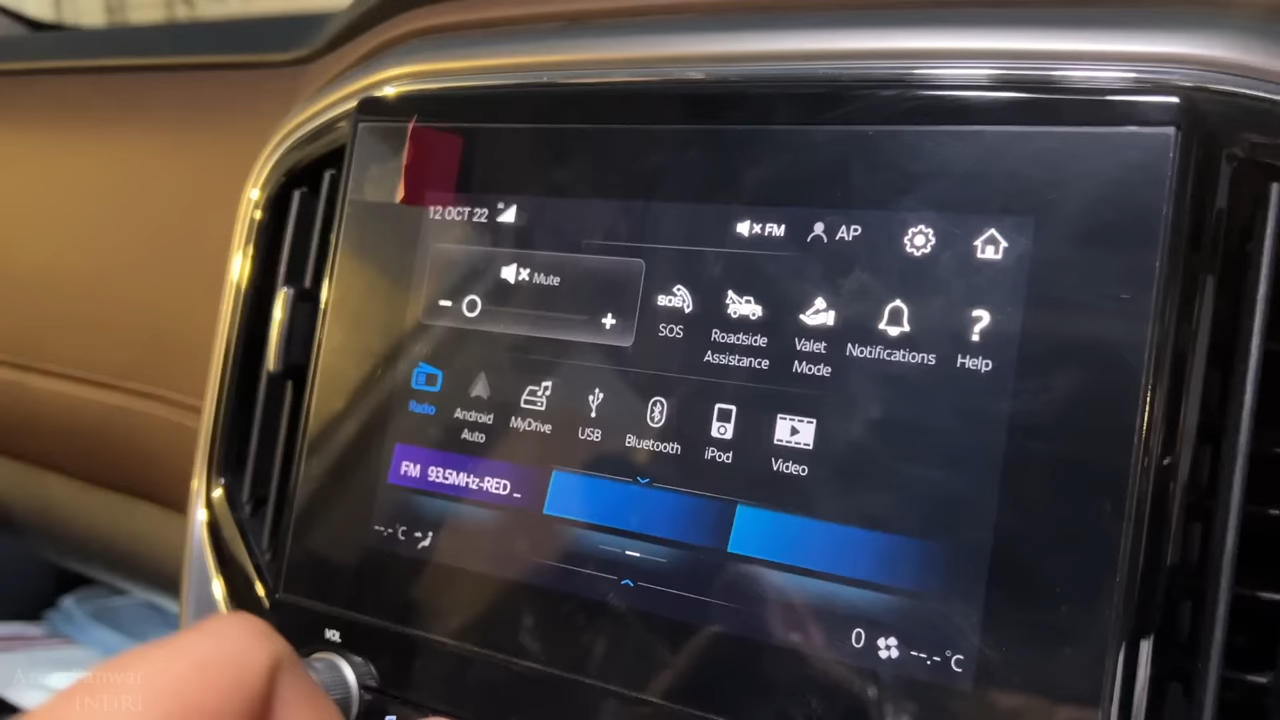 12 OCT 22
FM
AP
Mute
SOS
SOS
Roadside
Assistance
Valet
Mode
Notifications
Help
Radio
Android
Auto
MyDrive
USB
Bluetooth
iPod
Video
FM 93.5MHz-RED _
--.-°C
0
--.-°C
VOL